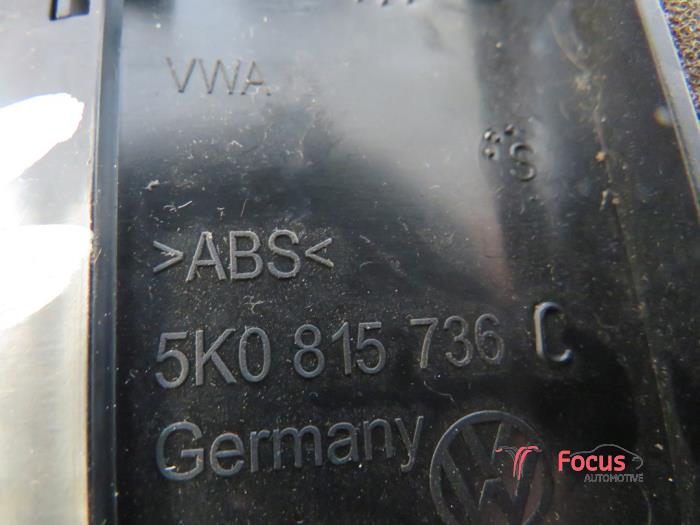 VWA
S
>ABS<
5K0 815 736 C
Germany
Focus
AUTOMOTIVE